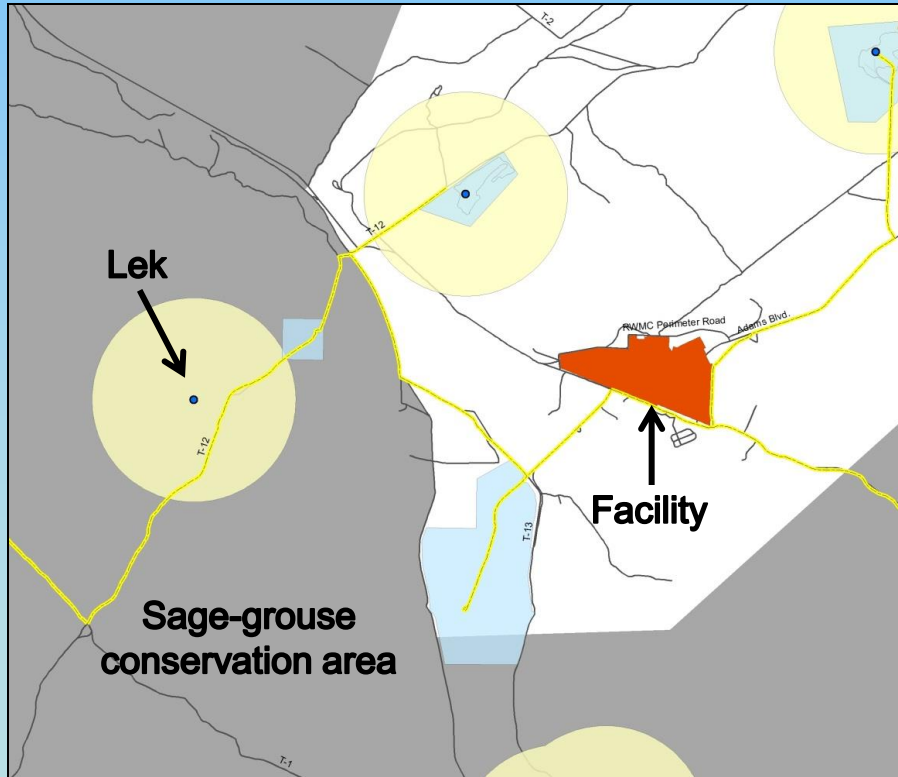 T-2
T-12
Lek
RWMC Perimeter Road
Adams Blvd.
T-12
Facility
T-13
Sage-grouse
conservation area
T-1